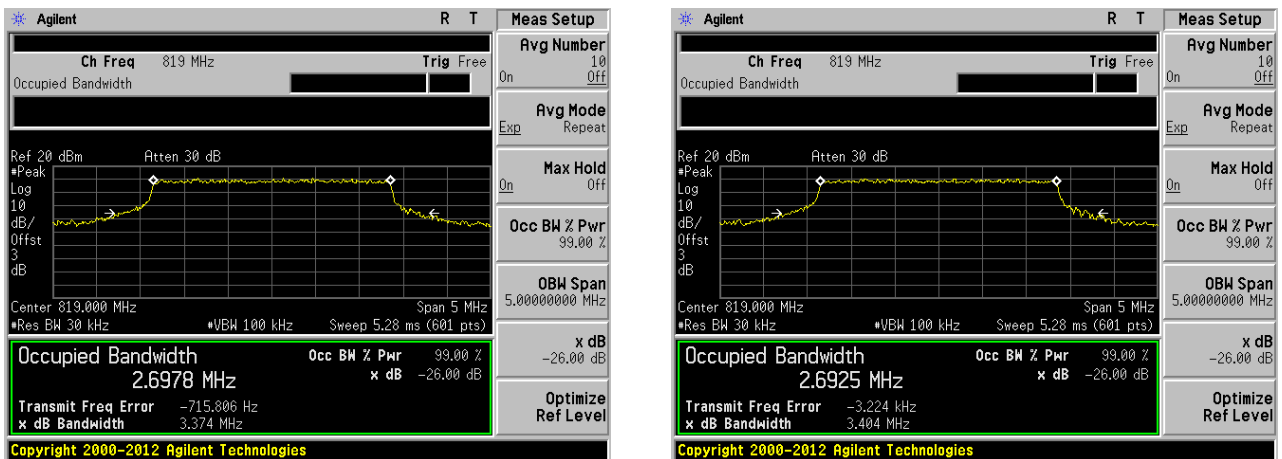 Agilent R T Meas Setup
Ch Freq 819 MHz Trig Free
Occupied Bandwidth
Avg Number
10
On Off
Avg Mode
Exp Repeat
Ref 20 dBm Atten 30 dB
#Peak
Log
10
dB/
Offst
3
dB
Max Hold
On Off
Occ BW % Pwr
99.00 %
OBW Span
5.00000000 MHz
Center 819.000 MHz Span 5 MHz
#Res BW 30 kHz #VBW 100 kHz Sweep 5.28 ms (601 pts)
x dB
-26.00 dB
Occupied Bandwidth Occ BW % Pwr 99.00 %
2.6978 MHz x dB -26.00 dB
Transmit Freq Error -715.806 Hz
x dB Bandwidth 3.374 MHz
Optimize
Ref Level
Copyright 2000-2012 Agilent Technologies
Agilent R T Meas Setup
Ch Freq 819 MHz Trig Free
Occupied Bandwidth
Avg Number
10
On Off
Avg Mode
Exp Repeat
Ref 20 dBm Atten 30 dB
#Peak
Log
10
dB/
Offst
3
dB
Max Hold
On Off
Occ BW % Pwr
99.00 %
OBW Span
5.00000000 MHz
Center 819.000 MHz Span 5 MHz
#Res BW 30 kHz #VBW 100 kHz Sweep 5.28 ms (601 pts)
x dB
-26.00 dB
Occupied Bandwidth Occ BW % Pwr 99.00 %
2.6925 MHz x dB -26.00 dB
Transmit Freq Error -3.224 kHz
x dB Bandwidth 3.404 MHz
Optimize
Ref Level
Copyright 2000-2012 Agilent Technologies